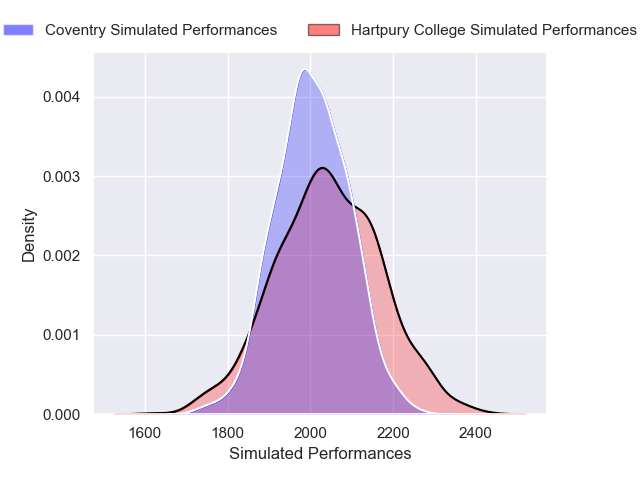 Coventry Simulated Performances
Hartpury College Simulated Performances
0.004
0.003
0.002
0.001
0.000
Density
1600 1800 2000 2200 2400
Simulated Performances